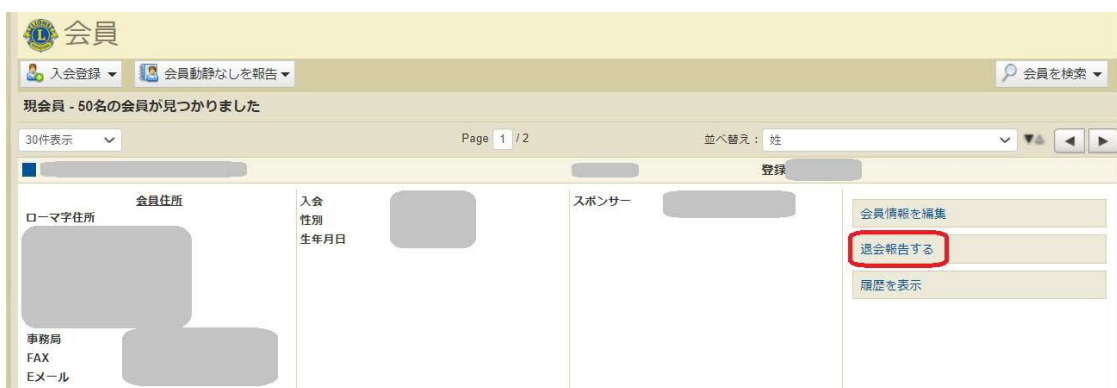 会員
入会登録 ▼ 会員動静なしを報告 ▼ 会員を検索 ▼
現会員 - 50名の会員が見つかりました
30件表示 Page 1 / 2 並べ替え： 姓
登録
会員住所
ローマ字住所
事務局
FAX
Eメール
入会
性別
生年月日
スポンサー
会員情報を編集
退会報告する
履歴を表示